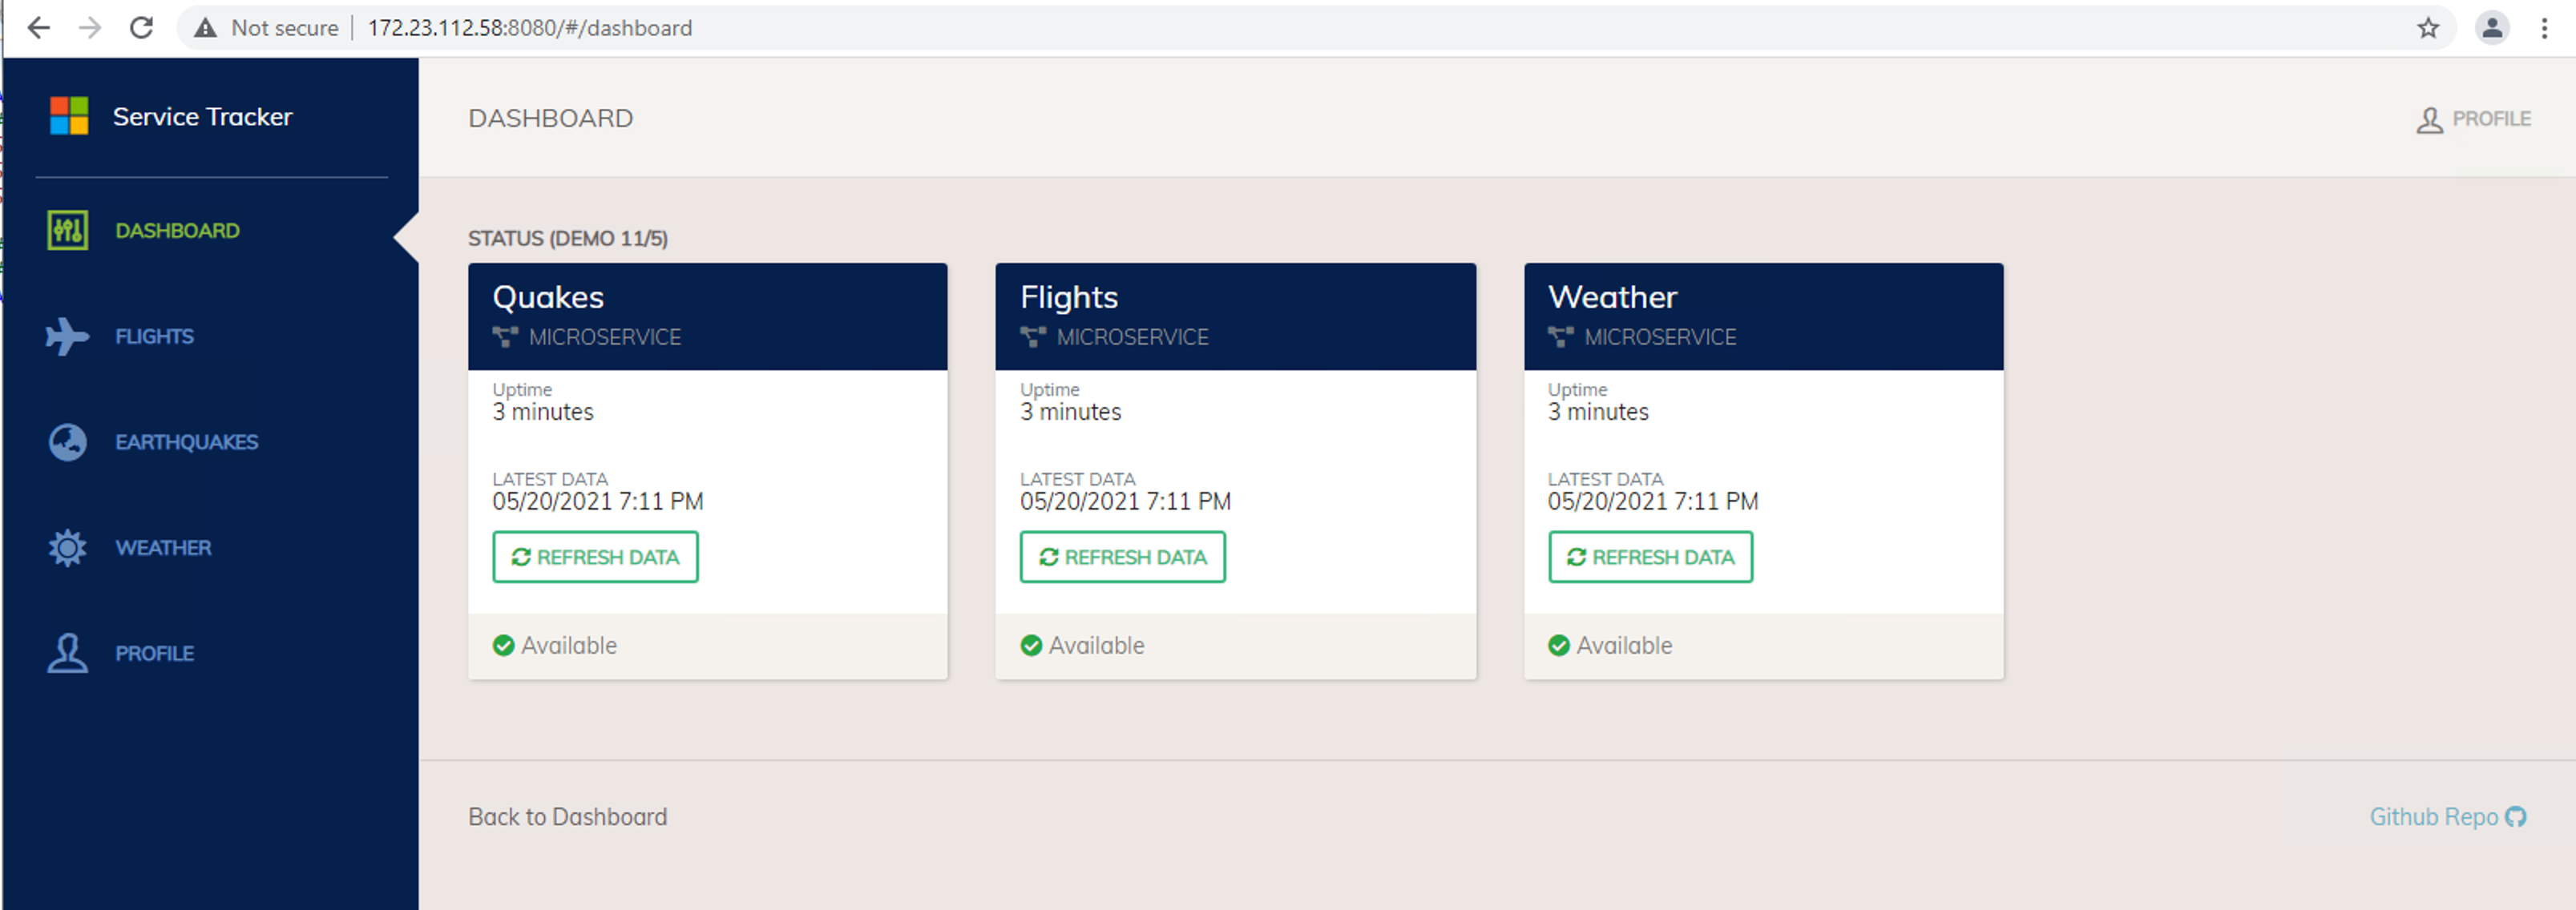 Not secure | 172.23.112.58:8080/#/dashboard
Service Tracker
DASHBOARD
FLIGHTS
EARTHQUAKES
WEATHER
PROFILE
DASHBOARD
PROFILE
STATUS (DEMO 11/5)
Quakes
MICROSERVICE
Uptime
3 minutes
LATEST DATA
05/20/2021 7:11 PM
REFRESH DATA
Available
Flights
MICROSERVICE
Uptime
3 minutes
LATEST DATA
05/20/2021 7:11 PM
REFRESH DATA
Available
Weather
MICROSERVICE
Uptime
3 minutes
LATEST DATA
05/20/2021 7:11 PM
REFRESH DATA
Available
Back to Dashboard
Github Repo